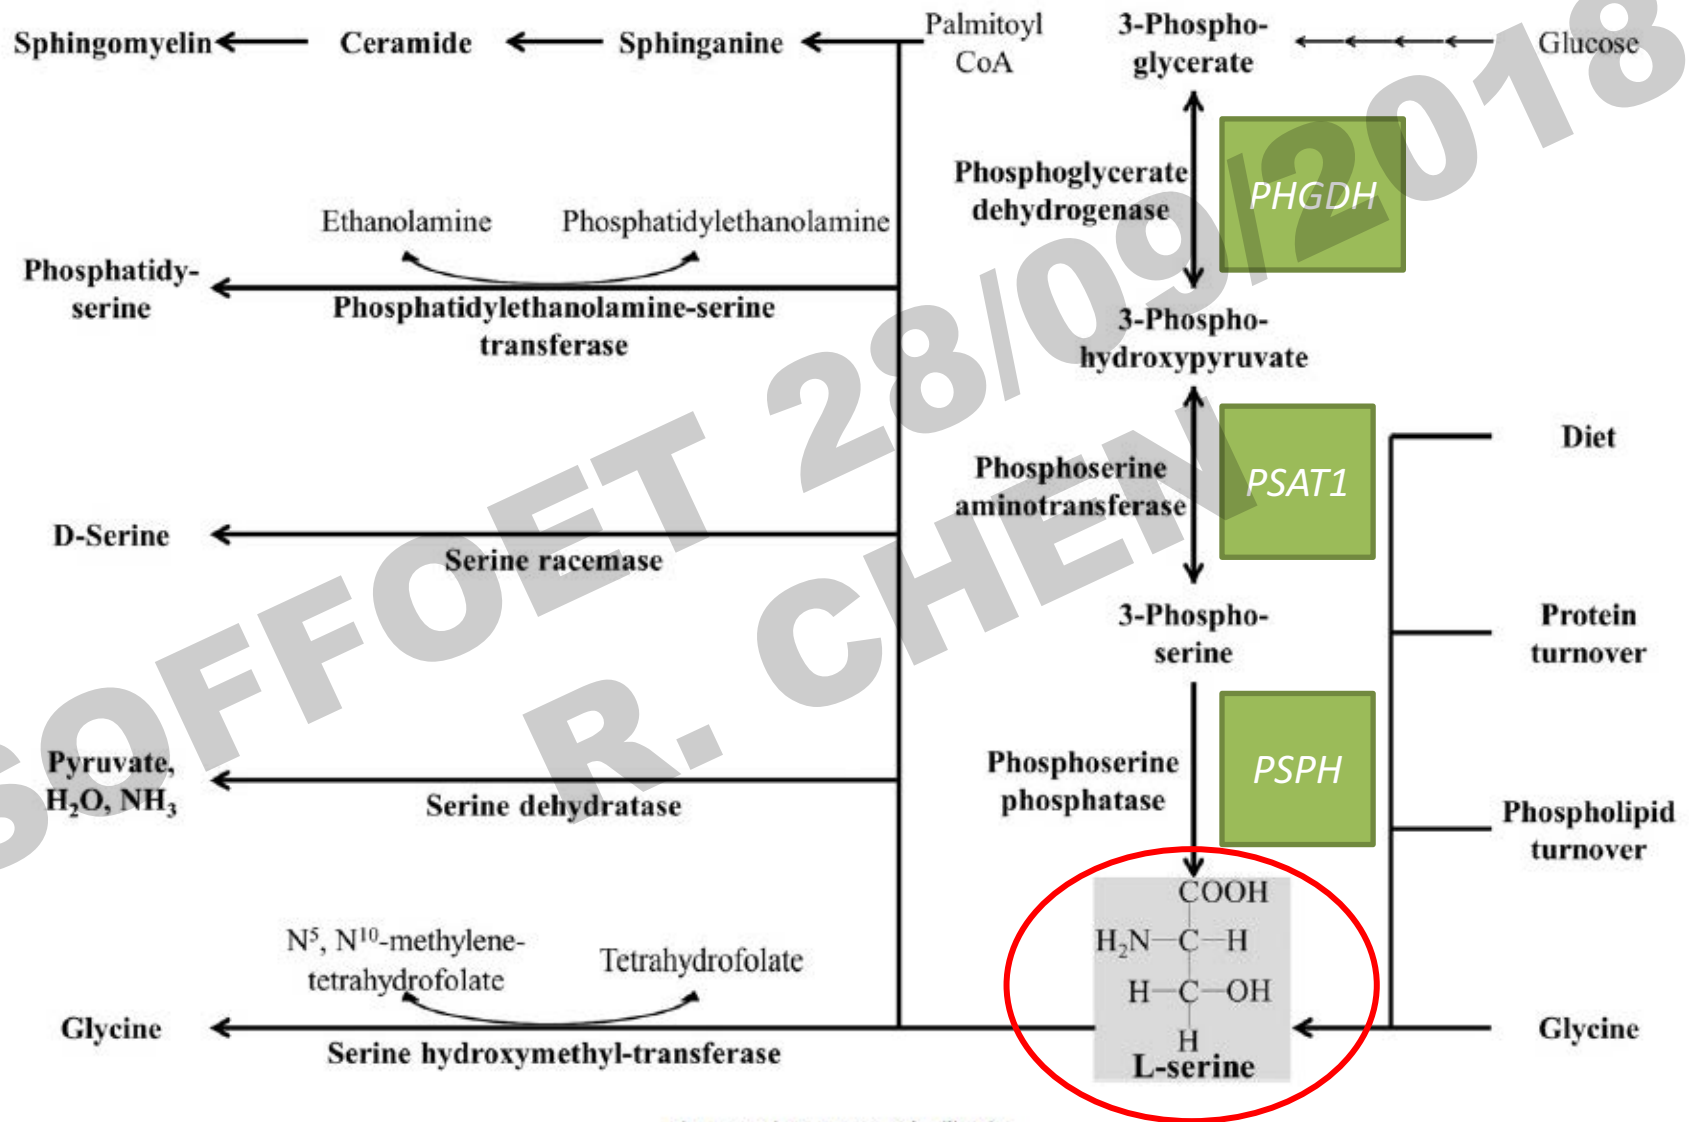 Sphingomyelin
Ceramide
Sphinganine
Palmitoyl
CoA
3-Phospho-
glycerate
Glucose
Phosphoglycerate
dehydrogenase
PHGDH
Ethanolamine
Phosphatidylethanolamine
Phosphatidy-
serine
Phosphatidylethanolamine-serine
transferase
3-Phospho-
hydroxypyruvate
Phosphoserine
aminotransferase
PSAT1
Diet
D-Serine
Serine racemase
3-Phospho-
serine
Protein
turnover
Pyruvate,
H₂O, NH₃
Serine dehydratase
Phosphoserine
phosphatase
PSPH
Phospholipid
turnover
COOH
H₂N—C—H
H—C—OH
H
L-serine
N⁵, N¹⁰-methylene-
tetrahydrofolate
Tetrahydrofolate
Glycine
Serine hydroxymethyl-transferase
Glycine
SOFFOET 28/09/2018
R. CHEN